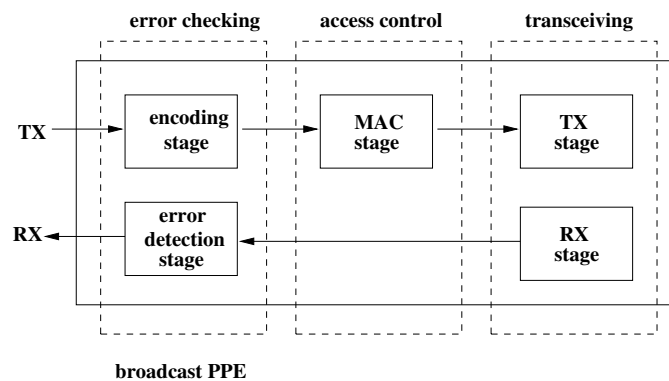 error checking
access control
transceiving
TX
encoding
stage
MAC
stage
TX
stage
RX
error
detection
stage
RX
stage
broadcast PPE